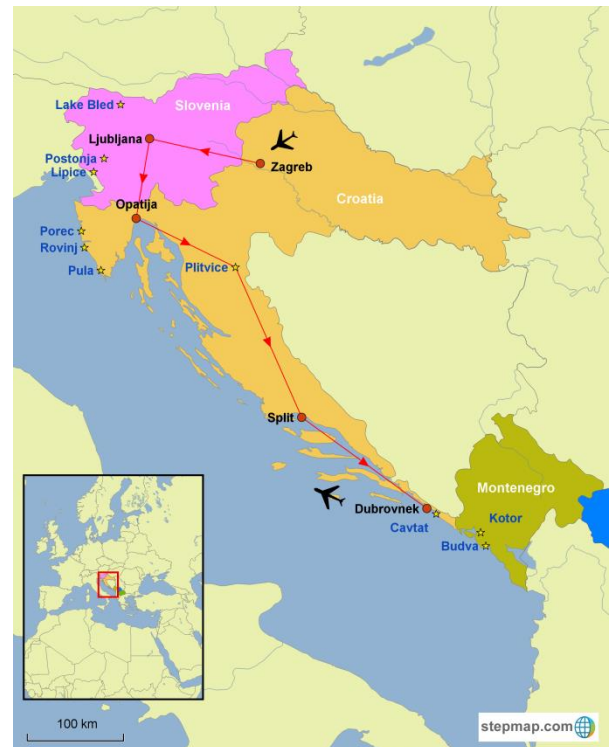 Lake Bled
Slovenia
Ljubljana
Postonja
Lipice
Zagreb
Croatia
Opatija
Porec
Rovinj
Pula
Plitvice
Split
Dubrovnek
Cavtat
Montenegro
Kotor
Budva
100 km
stepmap.com